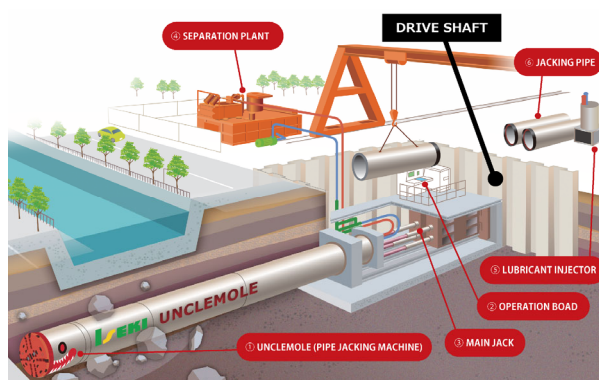 DRIVE SHAFT
④ SEPARATION PLANT
⑥ JACKING PIPE
⑤ LUBRICANT INJECTOR
② OPERATION BOAD
③ MAIN JACK
① UNCLEMOLE (PIPE JACKING MACHINE)
ISEKI UNCLEMOLE